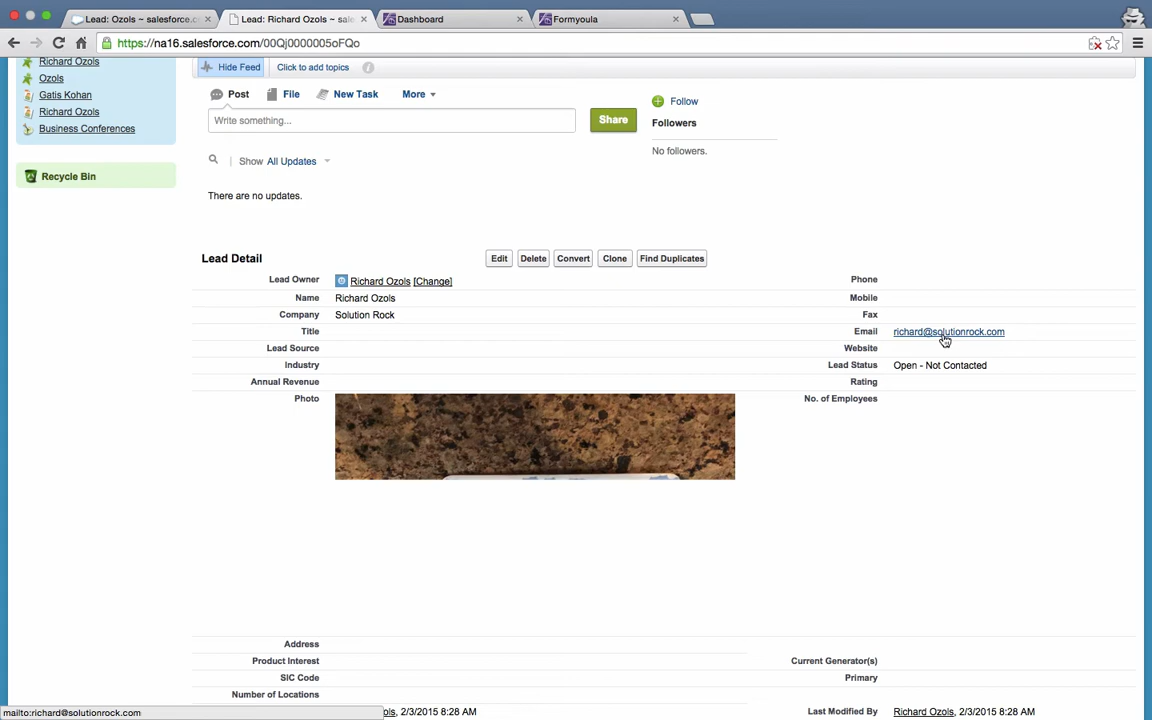 Lead: Ozols ~ salesforce.c
Lead: Richard Ozols ~ sale
Dashboard
Formyoula
https://na16.salesforce.com/00Qj0000005oFQo
Richard Ozols
Ozols
Gatis Kohan
Richard Ozols
Business Conferences
Recycle Bin
Hide Feed
Click to add topics
Post
File
New Task
More
Write something...
Share
Follow
Followers
No followers.
Show All Updates
There are no updates.
Lead Detail
Edit
Delete
Convert
Clone
Find Duplicates
Lead Owner
Richard Ozols [Change]
Phone
Name
Richard Ozols
Mobile
Company
Solution Rock
Fax
Title
Email
richard@solutionrock.com
Lead Source
Website
Industry
Lead Status
Open - Not Contacted
Annual Revenue
Rating
Photo
No. of Employees
Address
Product Interest
Current Generator(s)
SIC Code
Primary
Number of Locations
ols, 2/3/2015 8:28 AM
Last Modified By
Richard Ozols, 2/3/2015 8:28 AM
mailto:richard@solutionrock.com